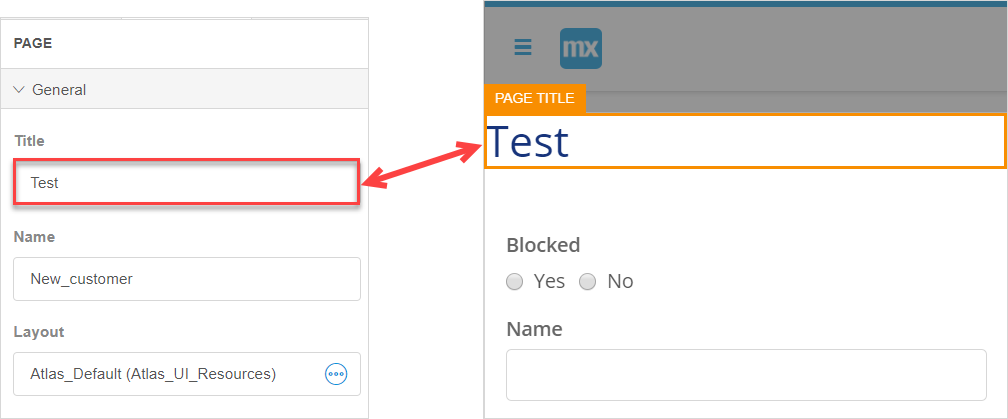 PAGE
General
Title
Test
Name
New_customer
Layout
Atlas_Default (Atlas_UI_Resources)
mx
PAGE TITLE
Test
Blocked
Yes No
Name